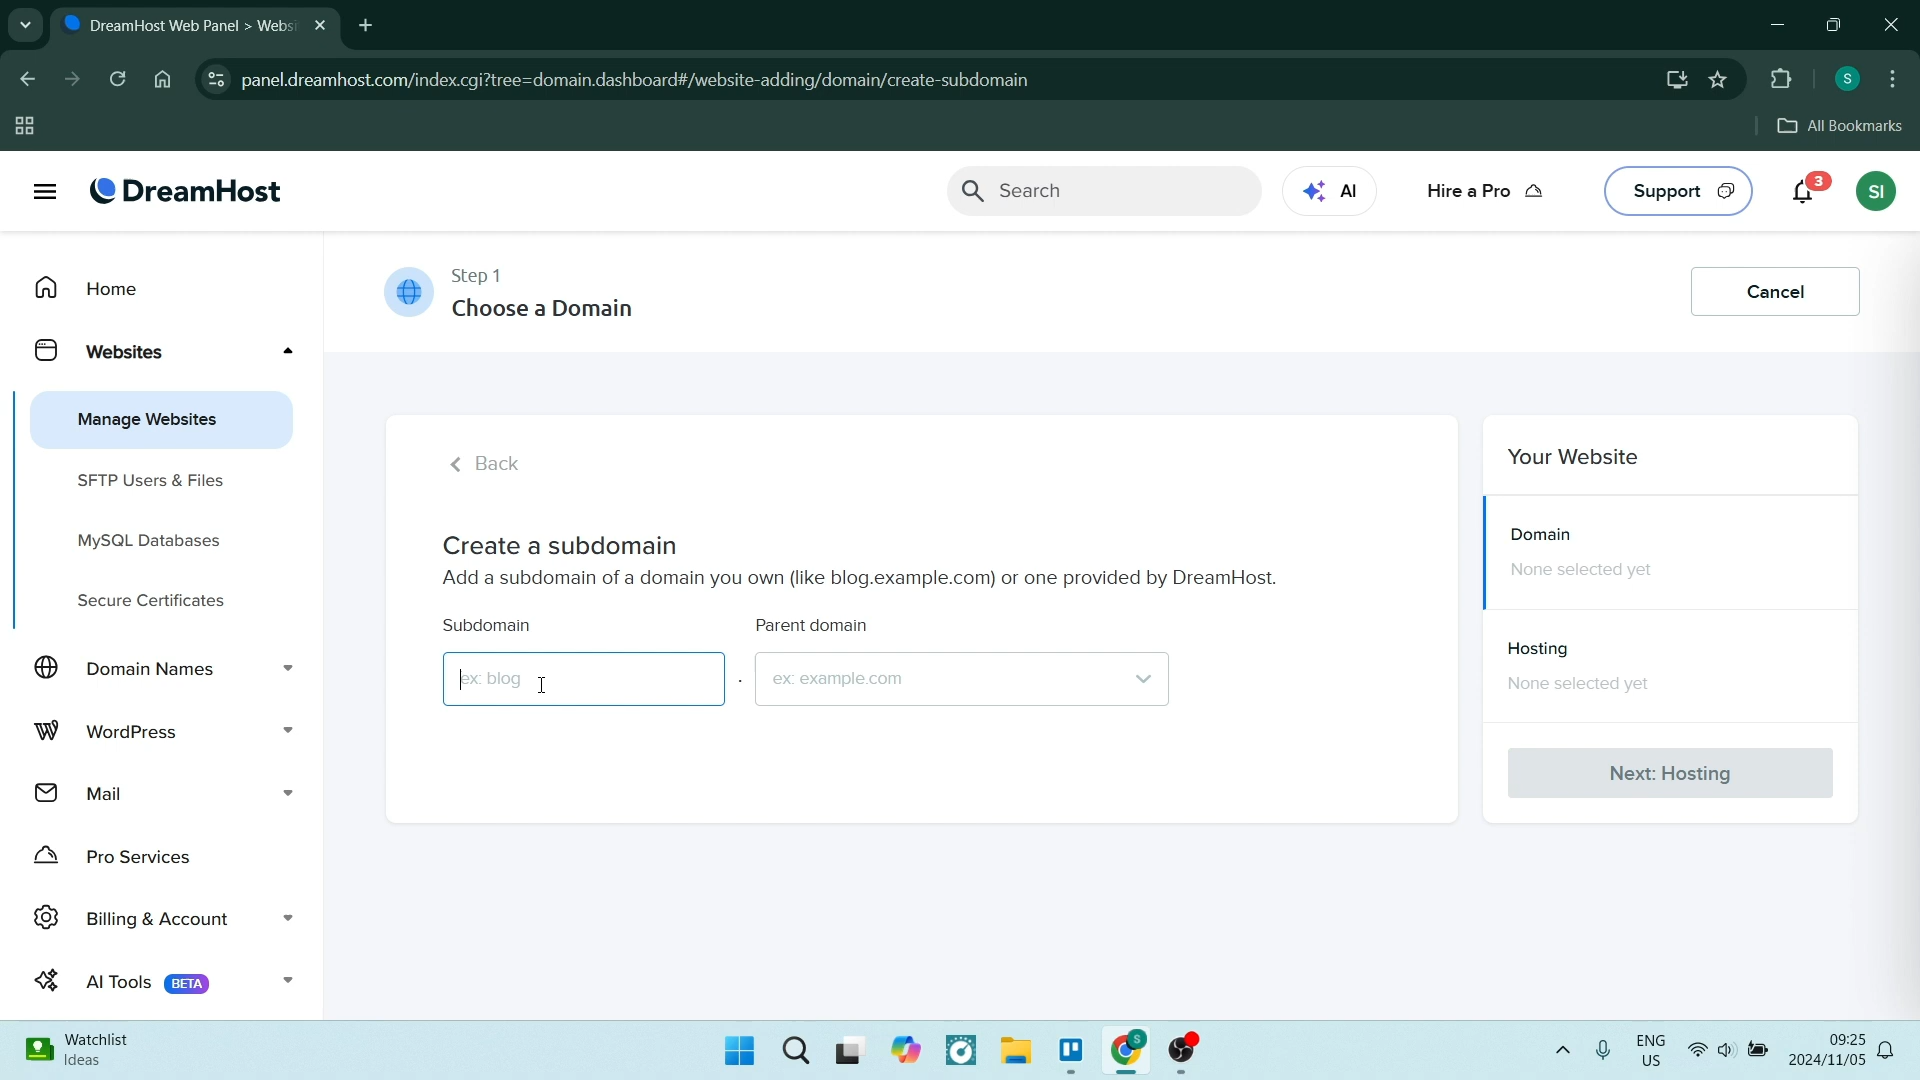 DreamHost Web Panel > Websi
panel.dreamhost.com/index.cgi?tree=domain.dashboard#/website-adding/domain/create-subdomain
S
All Bookmarks
DreamHost
Search
AI
Hire a Pro
Support
3
SI
Home
Websites
Manage Websites
SFTP Users & Files
MySQL Databases
Secure Certificates
Domain Names
WordPress
Mail
Pro Services
Billing & Account
AI Tools BETA
Step 1
Choose a Domain
Cancel
Back
Create a subdomain
Add a subdomain of a domain you own (like blog.example.com) or one provided by DreamHost.
Subdomain
Parent domain
ex: blog
.
ex: example.com
Your Website
Domain
None selected yet
Hosting
None selected yet
Next: Hosting
Watchlist
Ideas
S
ENG
US
09:25
2024/11/05